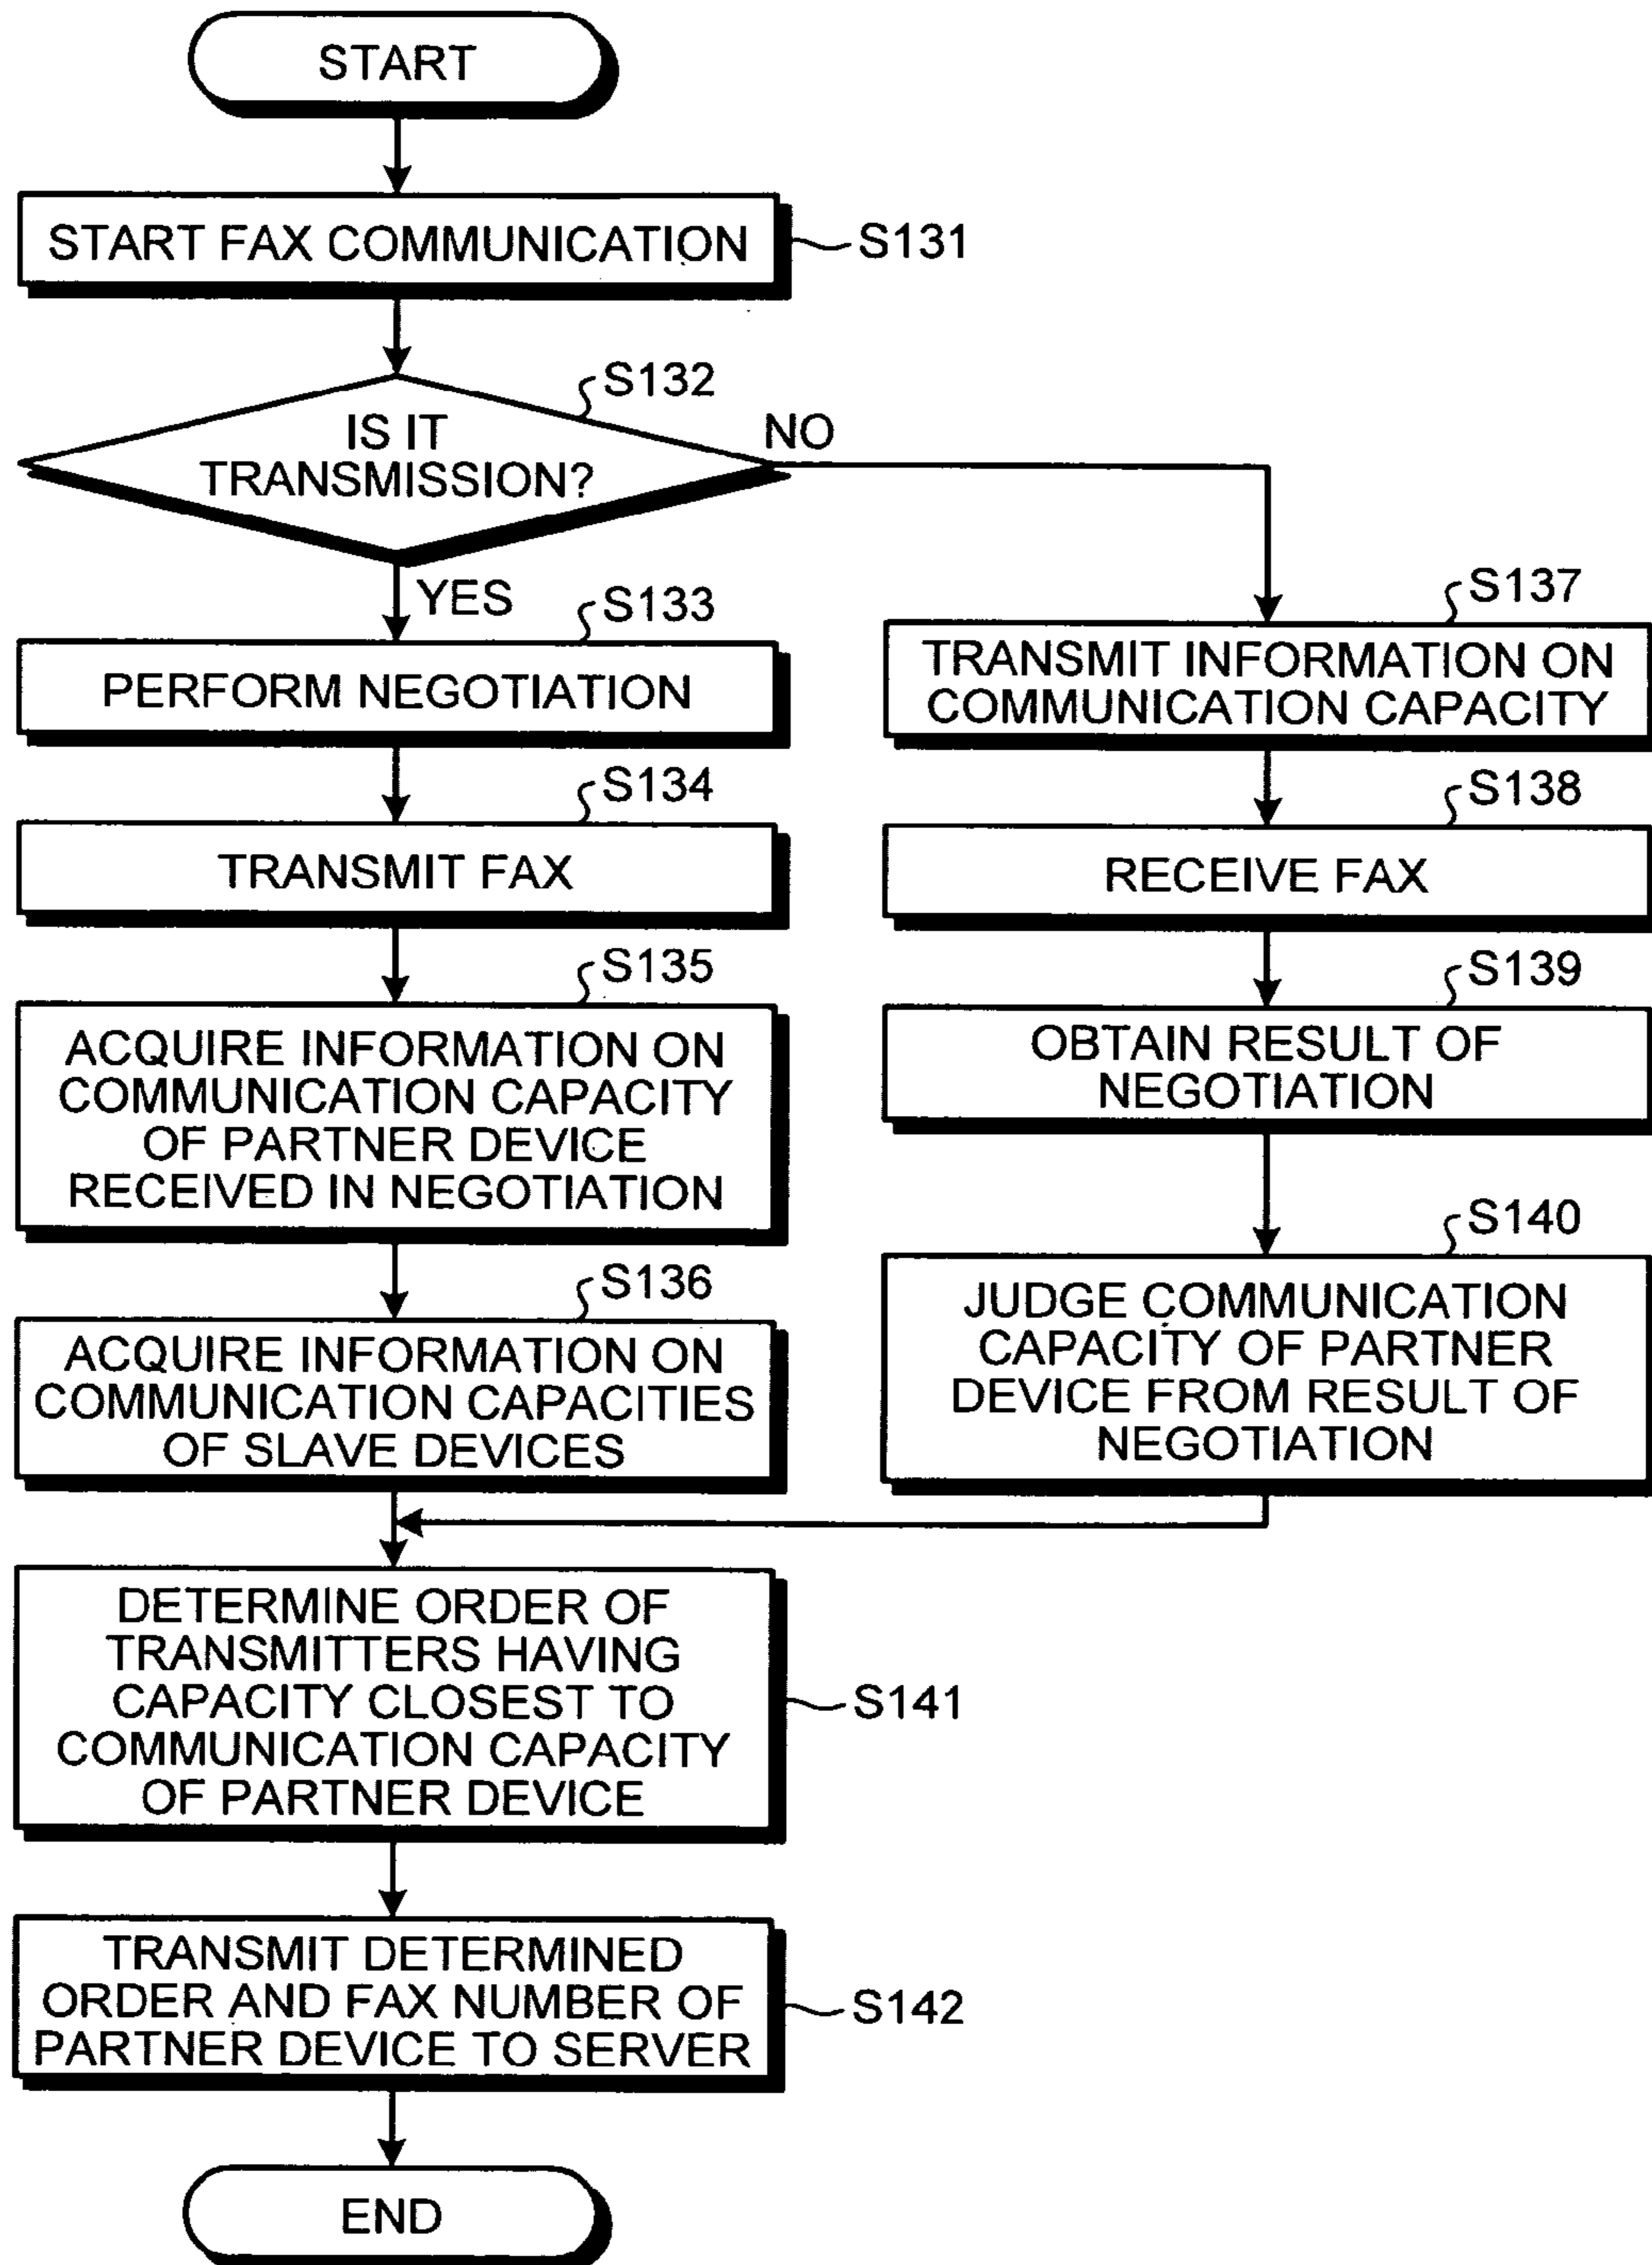 START
START FAX COMMUNICATION
S131
S132
IS IT
TRANSMISSION?
NO
YES
S133
PERFORM NEGOTIATION
S134
TRANSMIT FAX
S135
ACQUIRE INFORMATION ON
COMMUNICATION CAPACITY
OF PARTNER DEVICE
RECEIVED IN NEGOTIATION
S136
ACQUIRE INFORMATION ON
COMMUNICATION CAPACITIES
OF SLAVE DEVICES
S137
TRANSMIT INFORMATION ON
COMMUNICATION CAPACITY
S138
RECEIVE FAX
S139
OBTAIN RESULT OF
NEGOTIATION
S140
JUDGE COMMUNICATION
CAPACITY OF PARTNER
DEVICE FROM RESULT OF
NEGOTIATION
DETERMINE ORDER OF
TRANSMITTERS HAVING
CAPACITY CLOSEST TO
COMMUNICATION CAPACITY
OF PARTNER DEVICE
S141
TRANSMIT DETERMINED
ORDER AND FAX NUMBER OF
PARTNER DEVICE TO SERVER
S142
END